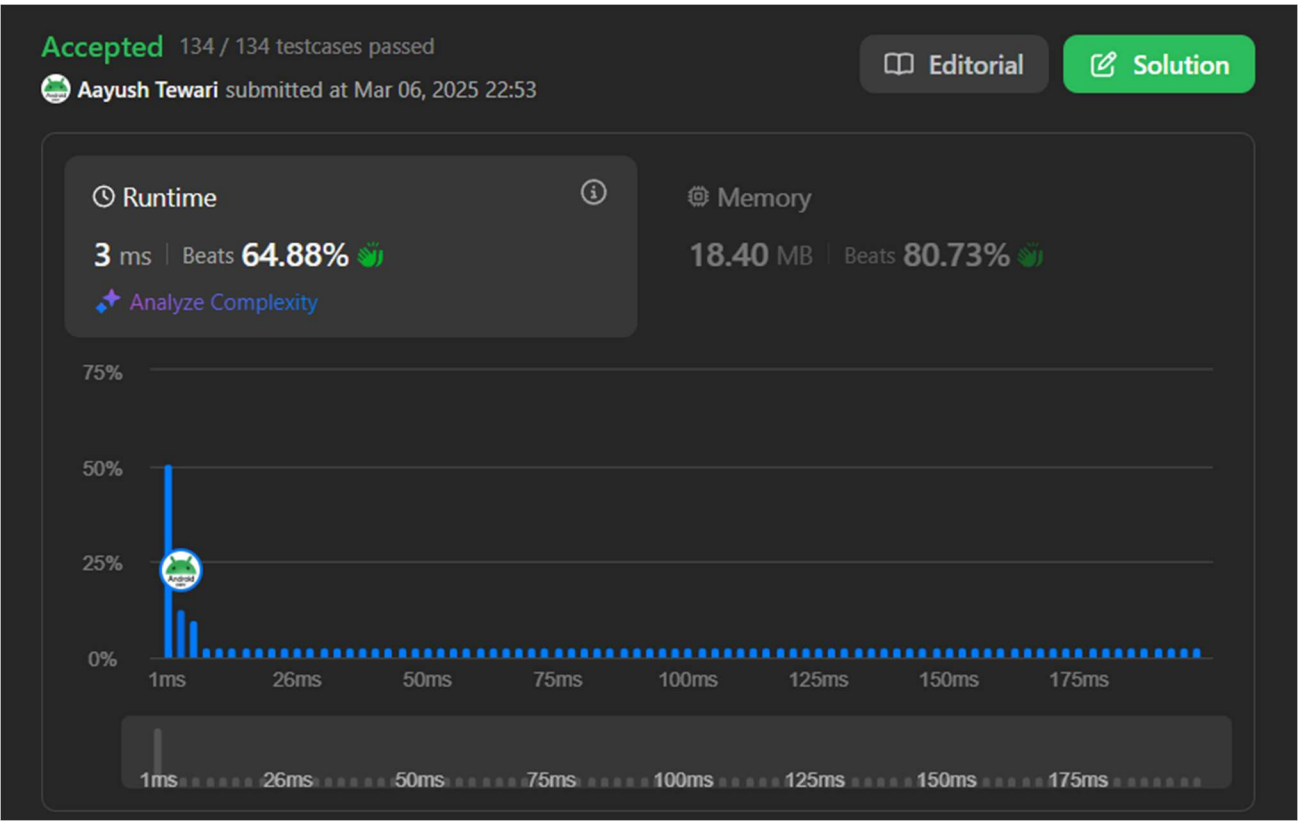 Accepted 134 / 134 testcases passed
Aayush Tewari submitted at Mar 06, 2025 22:53
Editorial
Solution
Runtime
3 ms | Beats 64.88%
Analyze Complexity
Memory
18.40 MB | Beats 80.73%
75%
50%
25%
0%
Android
1ms 26ms 50ms 75ms 100ms 125ms 150ms 175ms
1ms 26ms 50ms 75ms 100ms 125ms 150ms 175ms